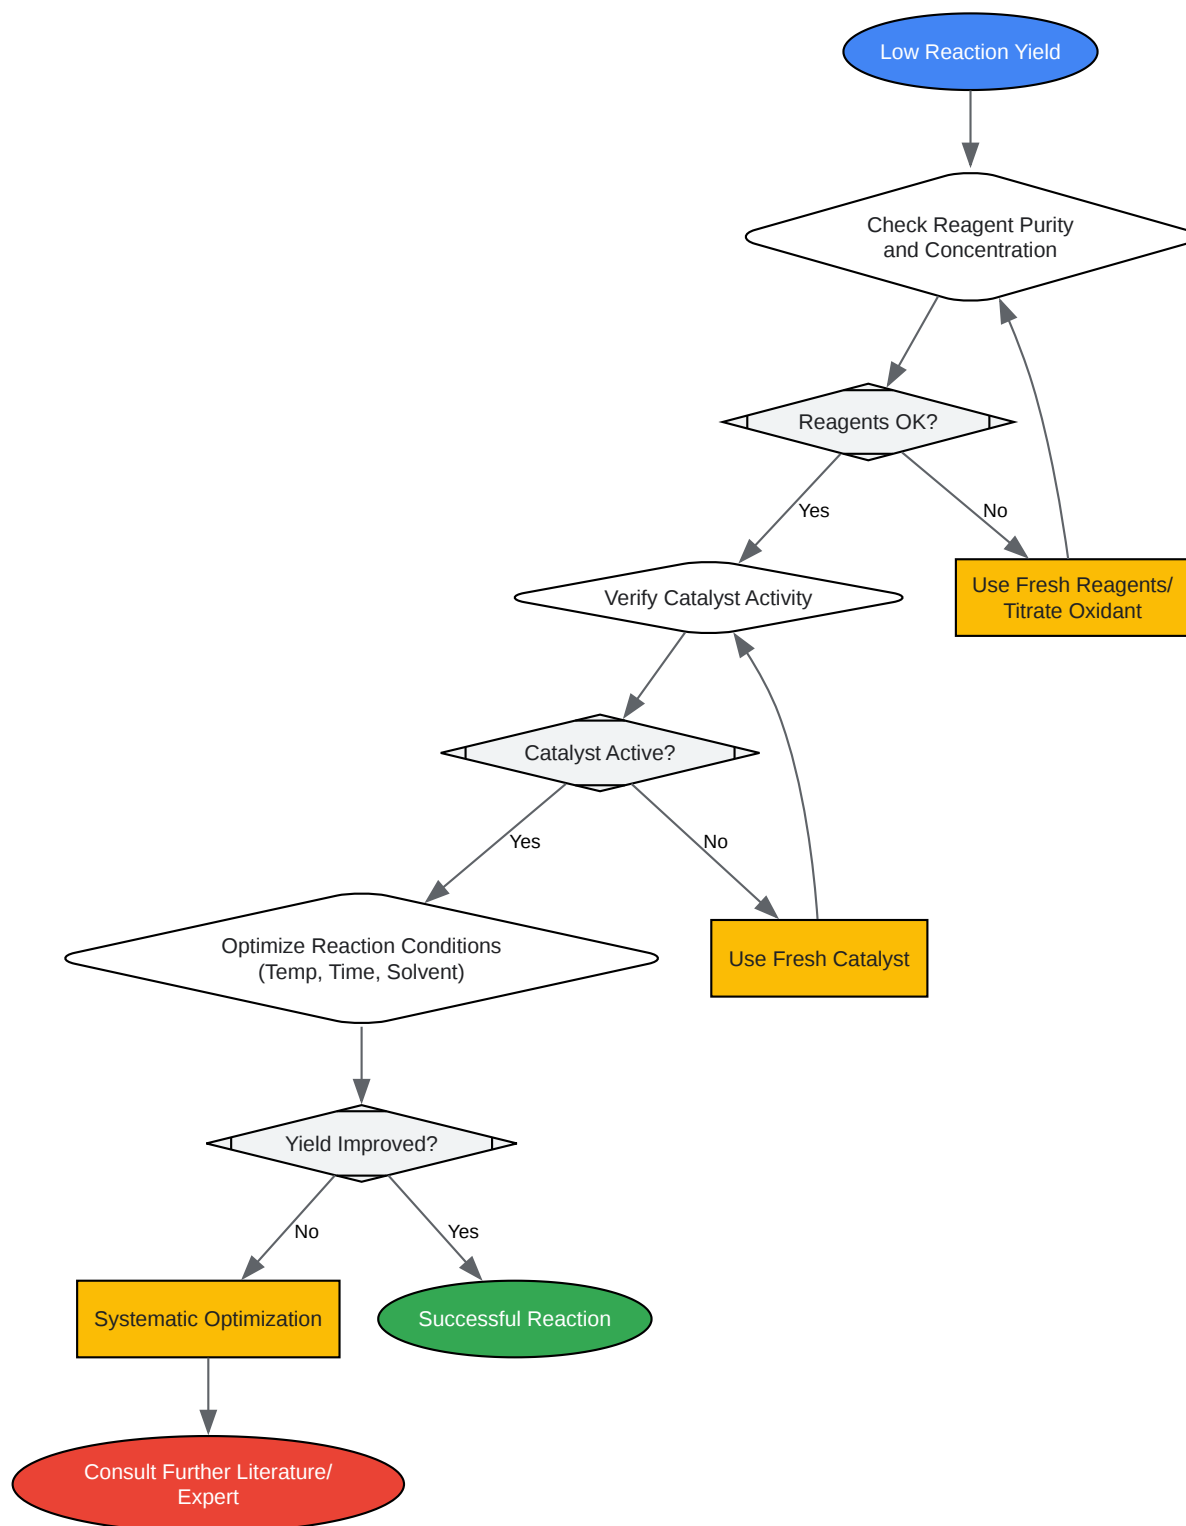 Low Reaction Yield
Check Reagent Purity
and Concentration
Reagents OK?
Yes
No
Verify Catalyst Activity
Use Fresh Reagents/
Titrate Oxidant
Catalyst Active?
Yes
No
Optimize Reaction Conditions
(Temp, Time, Solvent)
Use Fresh Catalyst
Yield Improved?
No
Yes
Systematic Optimization
Successful Reaction
Consult Further Literature/
Expert